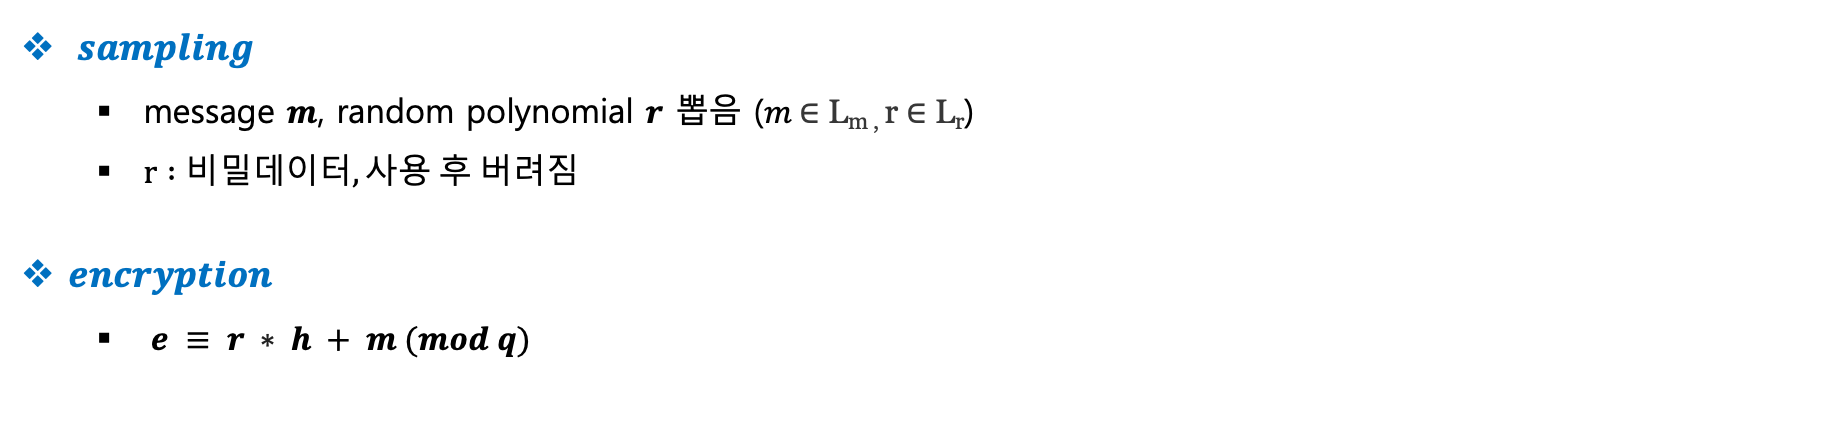 ❖ sampling
▪ message m, random polynomial r 뽑음 (m ∈ Lₘ , r ∈ Lᵣ)
▪ r : 비밀데이터, 사용 후 버려짐
❖ encryption
▪ e ≡ r * h + m (mod q)